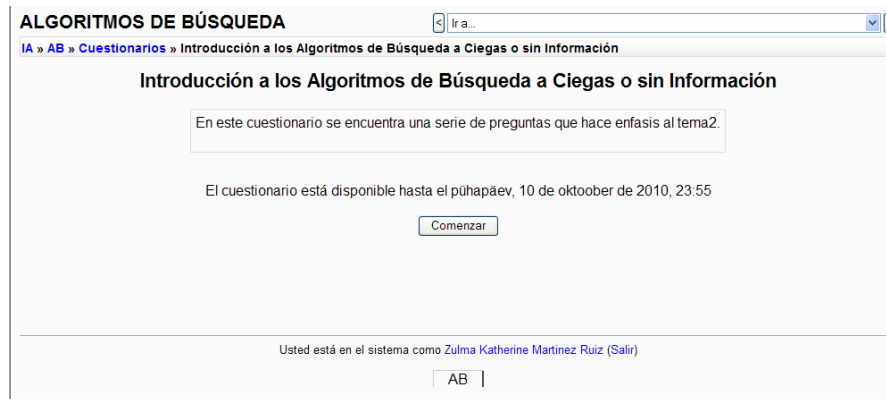 ALGORITMOS DE BÚSQUEDA
< Ir a...
IA » AB » Cuestionarios » Introducción a los Algoritmos de Búsqueda a Ciegas o sin Información
Introducción a los Algoritmos de Búsqueda a Ciegas o sin Información
En este cuestionario se encuentra una serie de preguntas que hace enfasis al tema2.
El cuestionario está disponible hasta el pühapäev, 10 de oktoober de 2010, 23:55
Comenzar
Usted está en el sistema como Zulma Katherine Martinez Ruiz (Salir)
AB